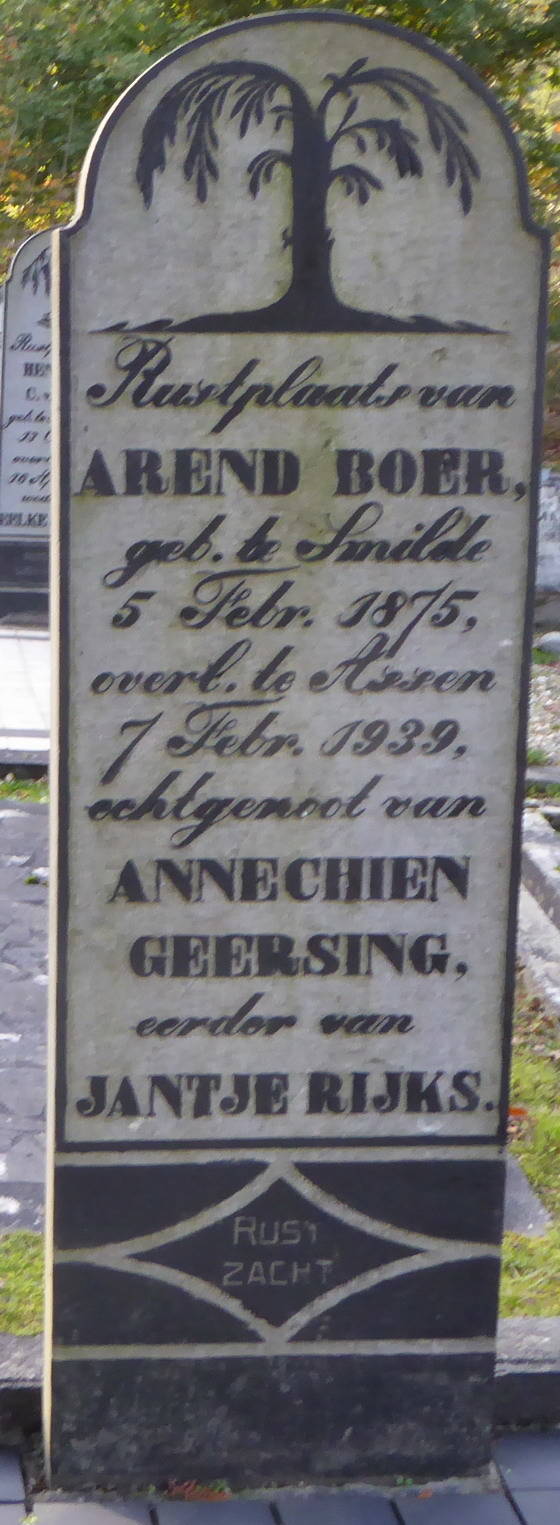 Rustplaats van
AREND BOER,
geb. te Smilde
5 Febr. 1875,
overl. te Assen
7 Febr. 1939,
echtgenoot van
ANNECHIEN
GEERSING,
eerder van
JANTJE RIJKS.
RUST
ZACHT